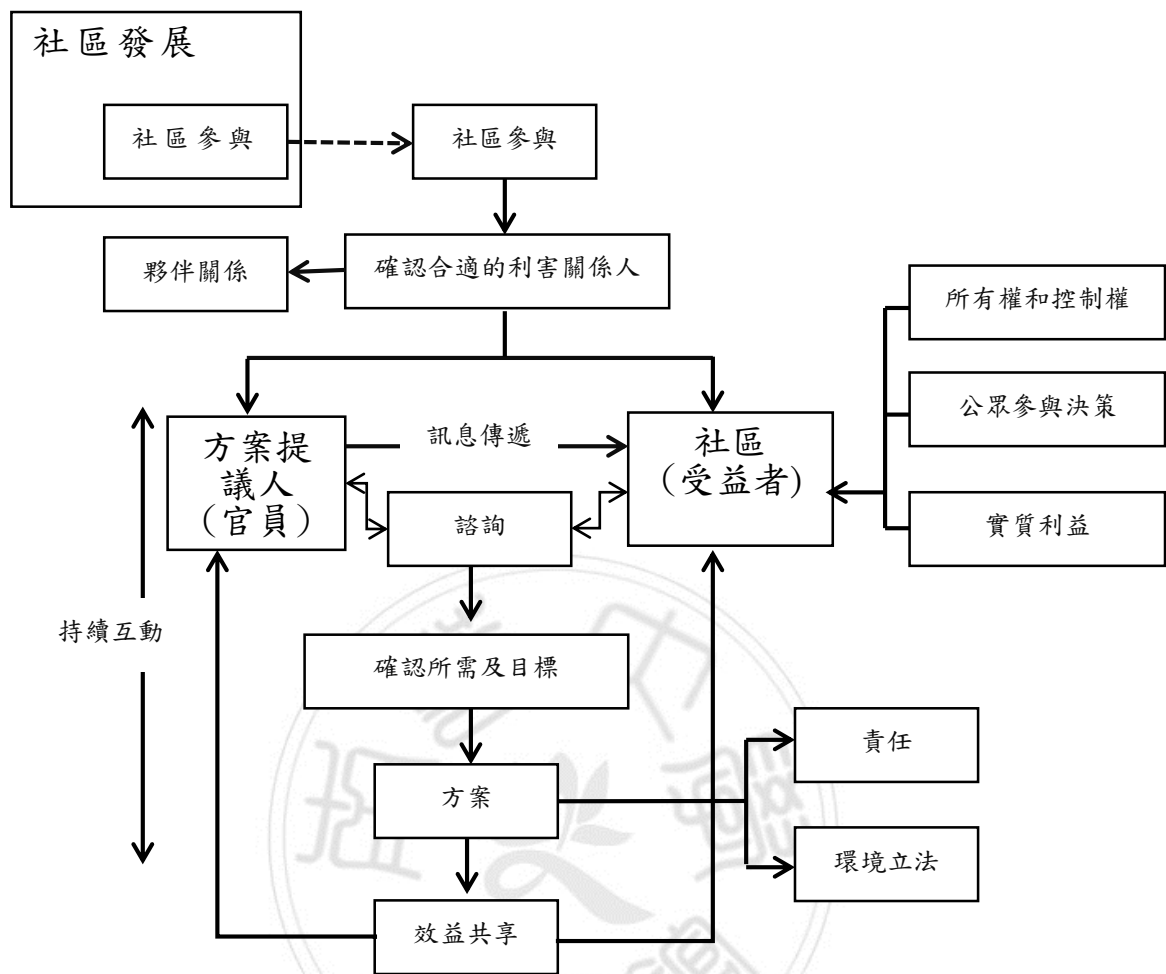 社區發展
社區參與
社區參與
夥伴關係
確認合適的利害關係人
所有權和控制權
公眾參與決策
實質利益
方案提
議人
(官員)
訊息傳遞
社區
(受益者)
諮詢
持續互動
確認所需及目標
方案
責任
環境立法
效益共享